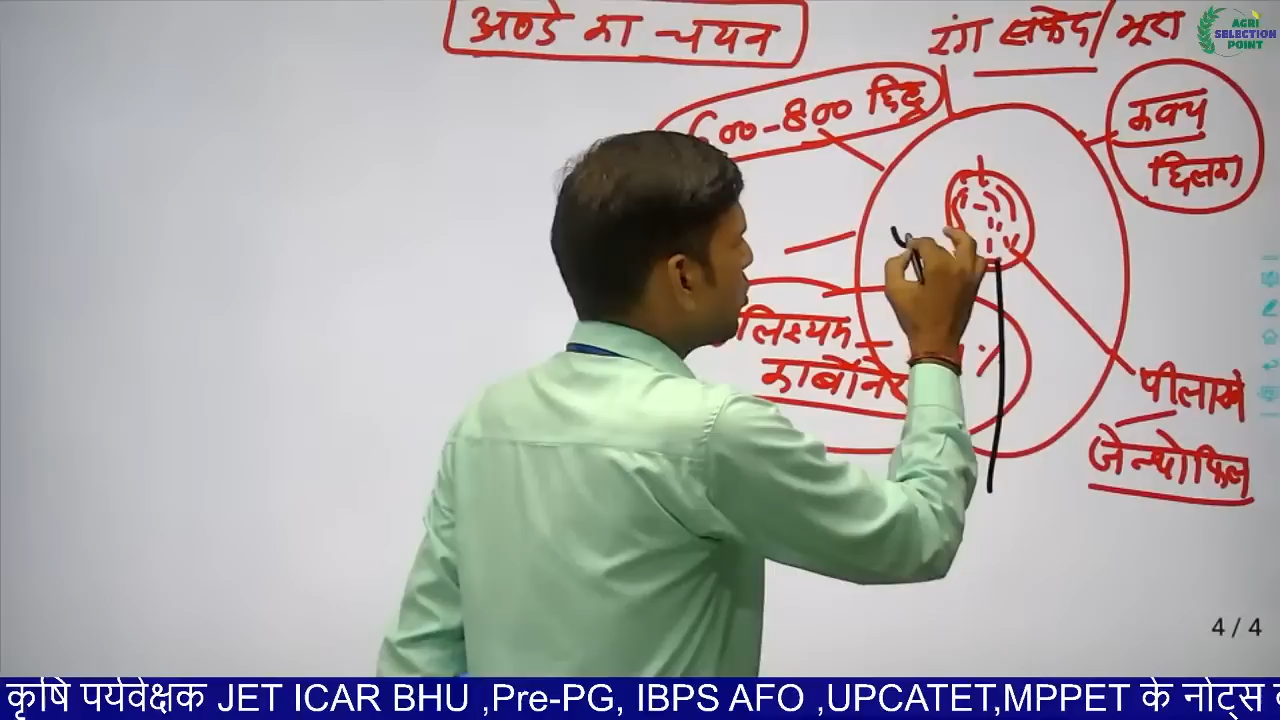 अण्डे का चयन
रंग सफेद/भूरा
AGRI
SELECTION
POINT
600-800 छिद्र
कवच
छिलका
लिश्यम
कार्बोने
पीला
जेन्थोफिल
4 / 4
कृषि पर्यवेक्षक JET ICAR BHU ,Pre-PG, IBPS AFO ,UPCATET,MPPET के नोट्स